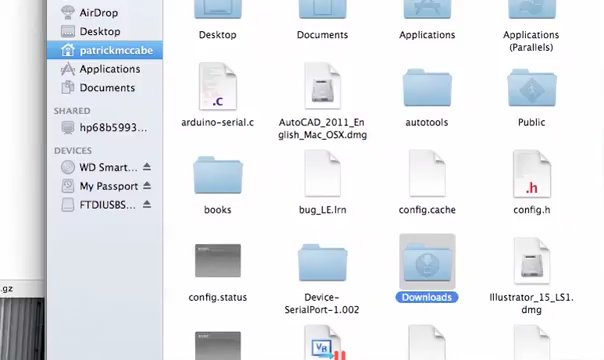 AirDrop
Desktop
patrickmccabe
Applications
Documents
SHARED
hp68b5993...
DEVICES
WD Smart...
My Passport
FTDIUSBS...
.gz
Desktop
Documents
Applications
Applications
(Parallels)
.c
arduino-serial.c
AutoCAD_2011_En
glish_Mac_OSX.dmg
autotools
Public
books
bug_LE.lrn
config.cache
.h
config.h
config.status
Device-
SerialPort-1.002
Downloads
Illustrator_15_LS1.
dmg